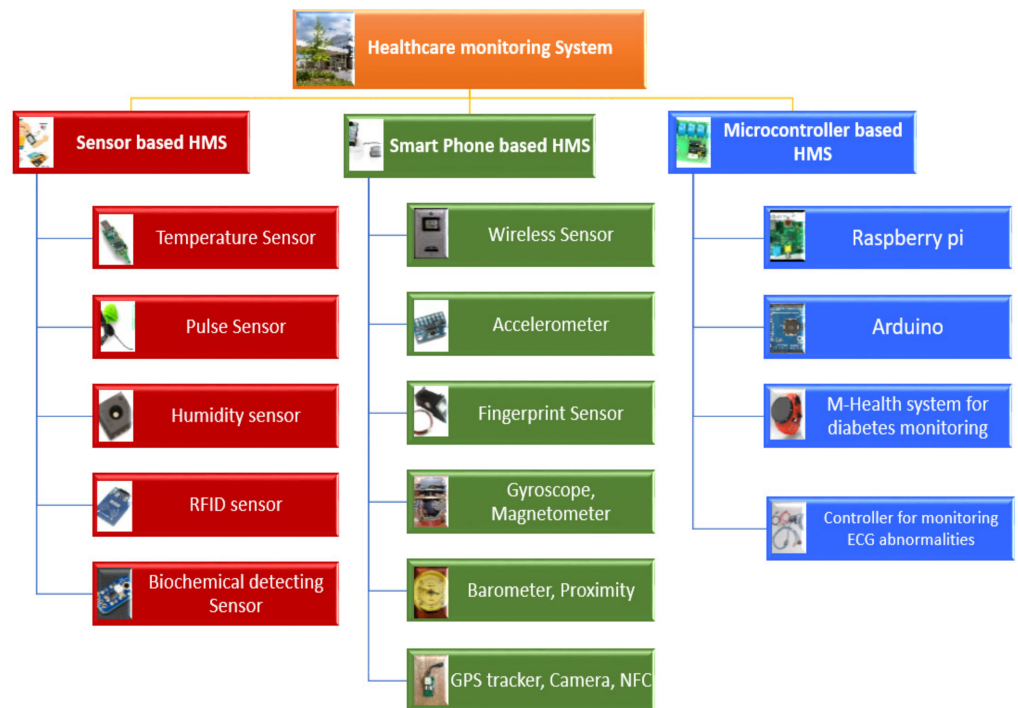 Healthcare monitoring System
Sensor based HMS
Smart Phone based HMS
Microcontroller based
HMS
Temperature Sensor
Pulse Sensor
Humidity sensor
RFID sensor
Biochemical detecting
Sensor
Wireless Sensor
Accelerometer
Fingerprint Sensor
Gyroscope,
Magnetometer
Barometer, Proximity
GPS tracker, Camera, NFC
Raspberry pi
Arduino
M-Health system for
diabetes monitoring
Controller for monitoring
ECG abnormalities